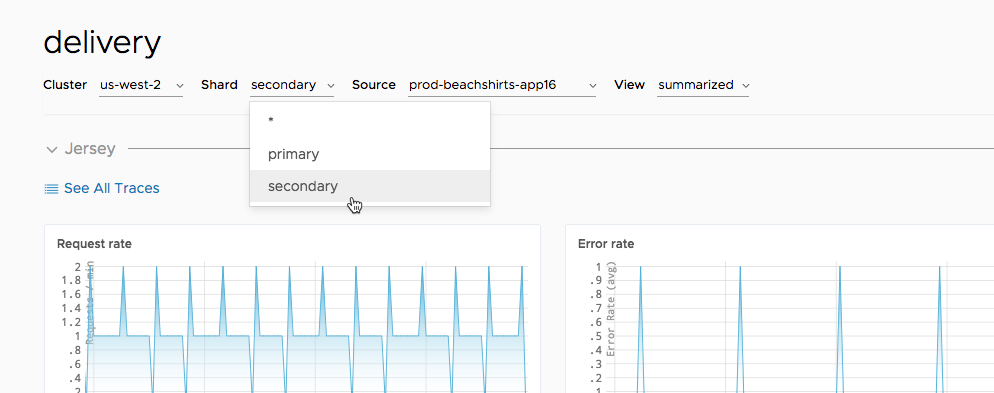 delivery
Cluster us-west-2 Shard secondary Source prod-beachshirts-app16 View summarized
*
primary
secondary
Jersey
See All Traces
Request rate
2
1.8
1.6
1.4
1.2
1
.8
.6
.4
.2
Requests / min
Error rate
1
.9
.8
.7
.6
.5
.4
.3
.2
.1
Error Rate (avg)